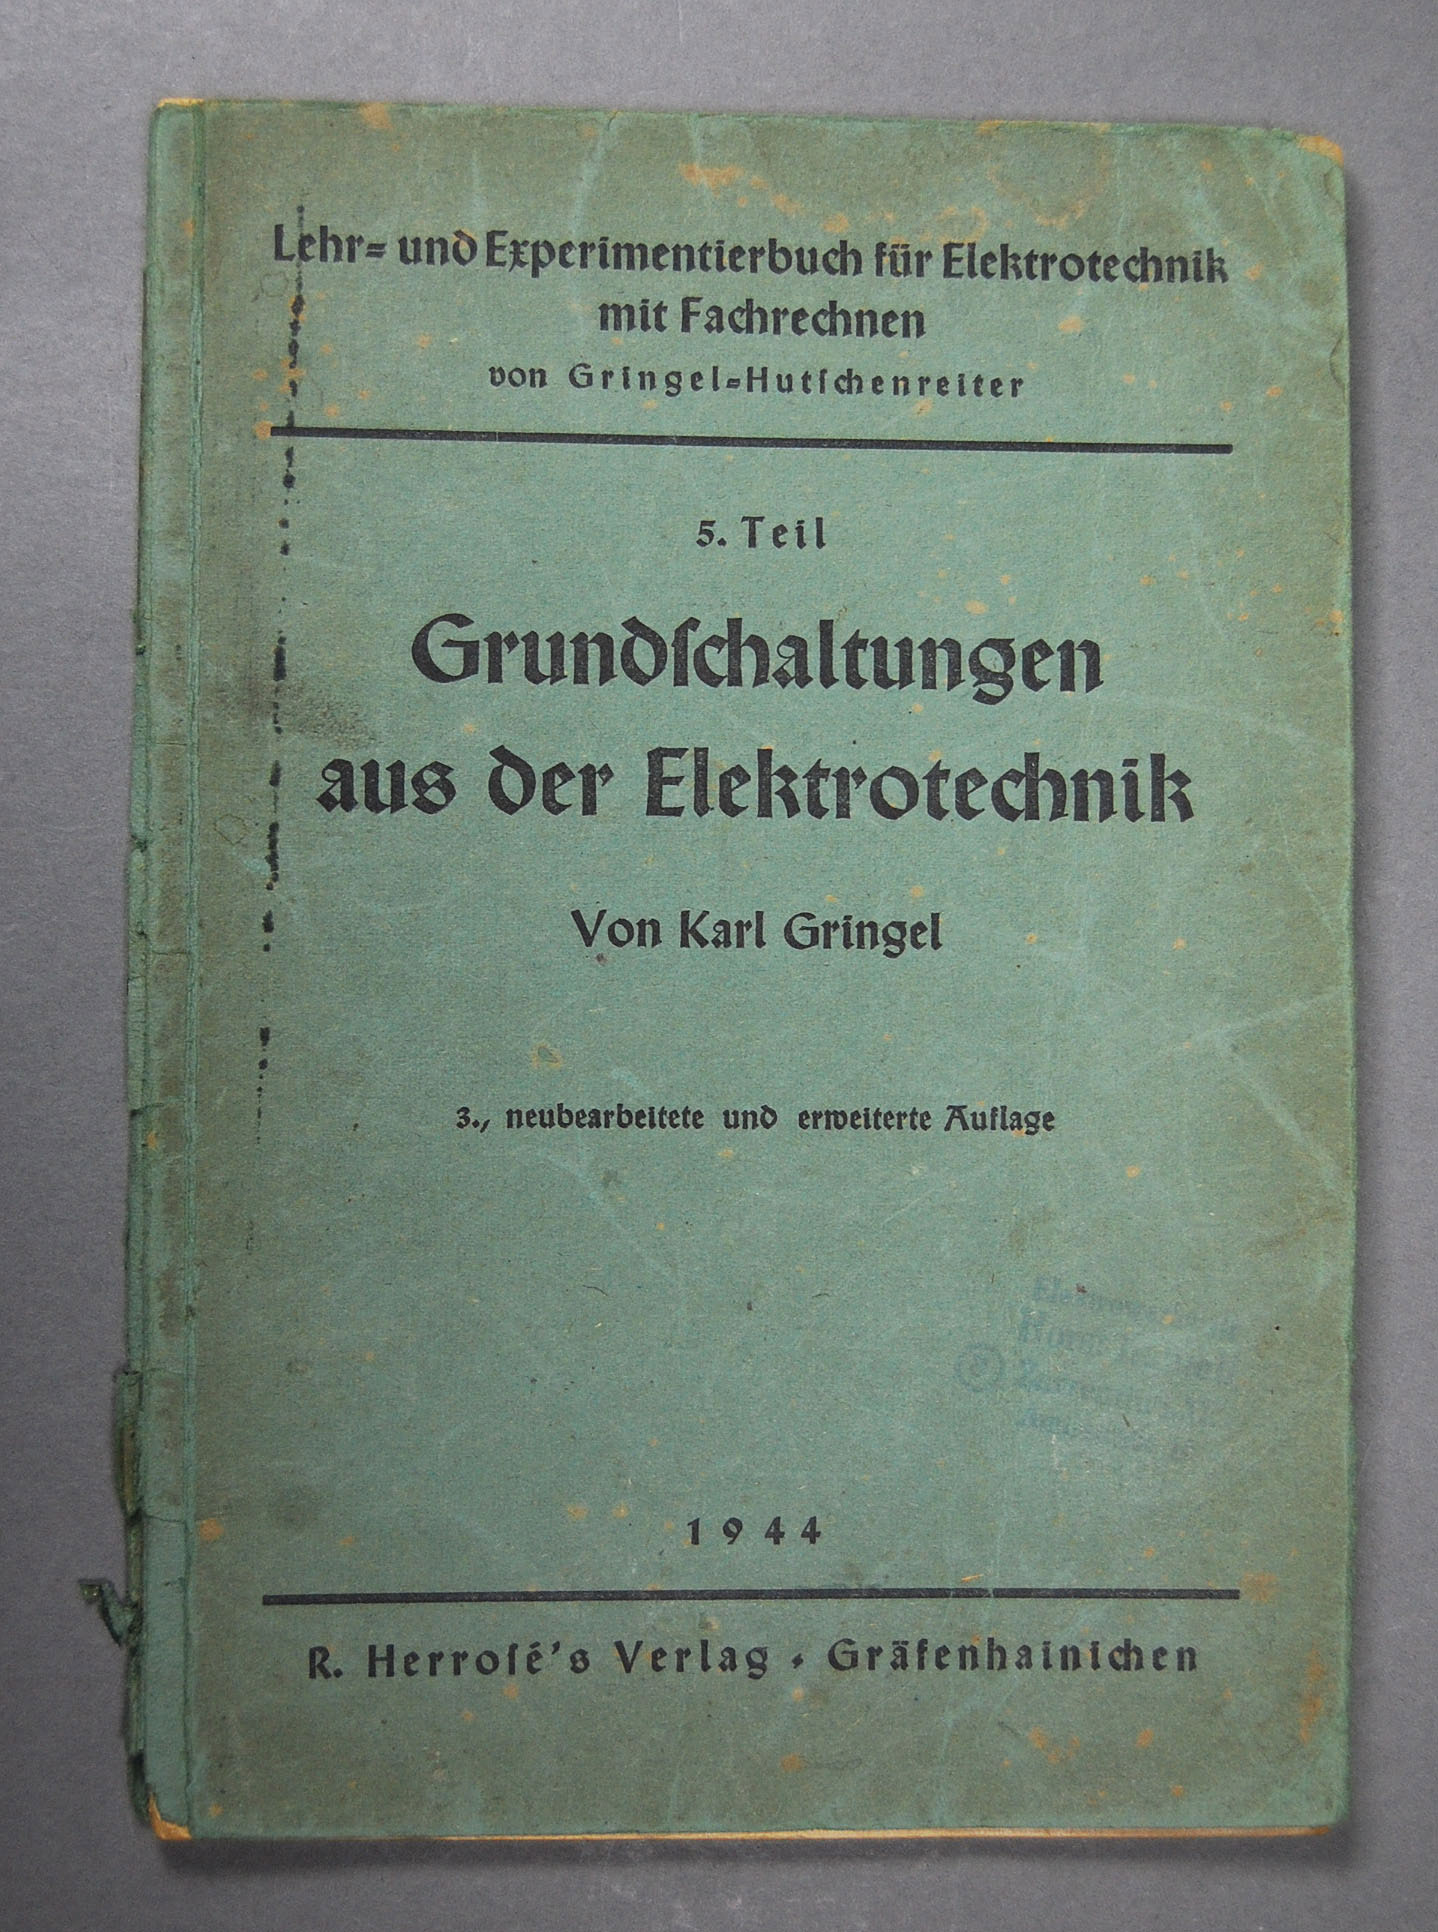 Lehr= und Experimentierbuch für Elektrotechnik
mit Fachrechnen
von Gringel=Hutſchenreiter
5. Teil
Grundſchaltungen
aus der Elektrotechnik
Von Karl Gringel
3., neubearbeitete und erweiterte Auflage
1944
R. Herroſé's Verlag · Gräfenhainichen